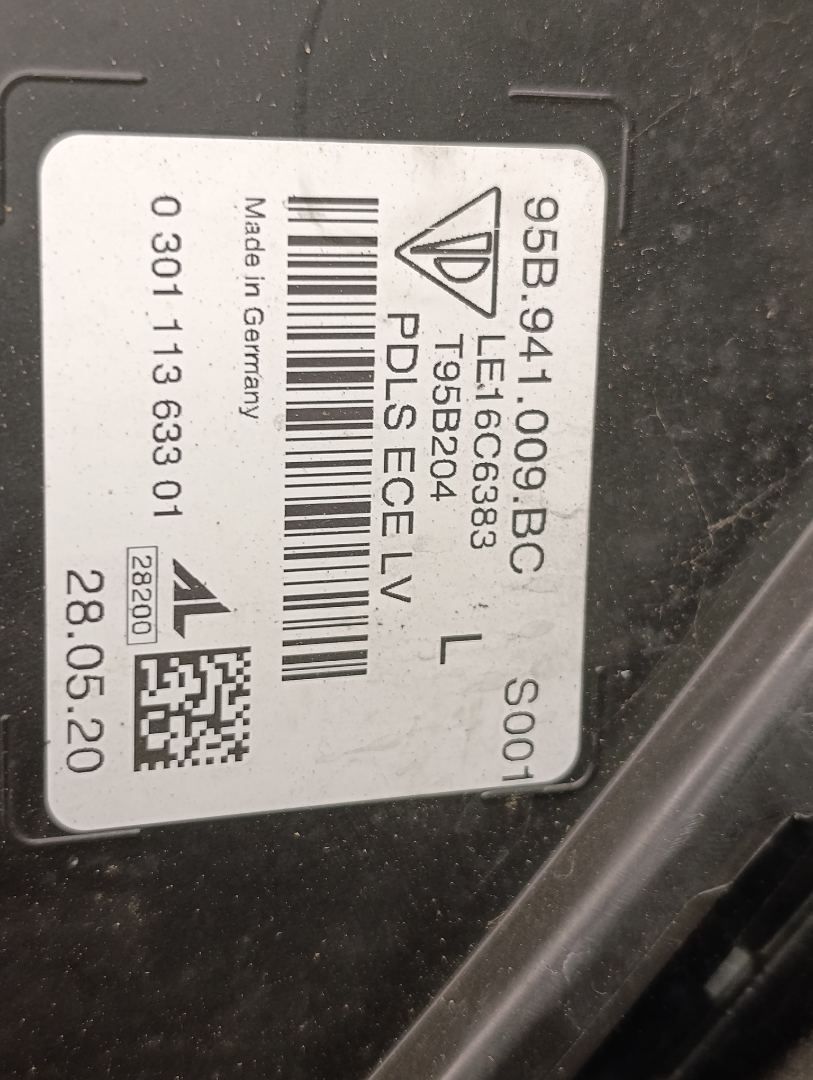 95B.941.009.BC
S001
LE16C6383
T95B204
L
PDLS ECE LV
Made in Germany
0 301 113 633 01
AL
28200
28.05.20